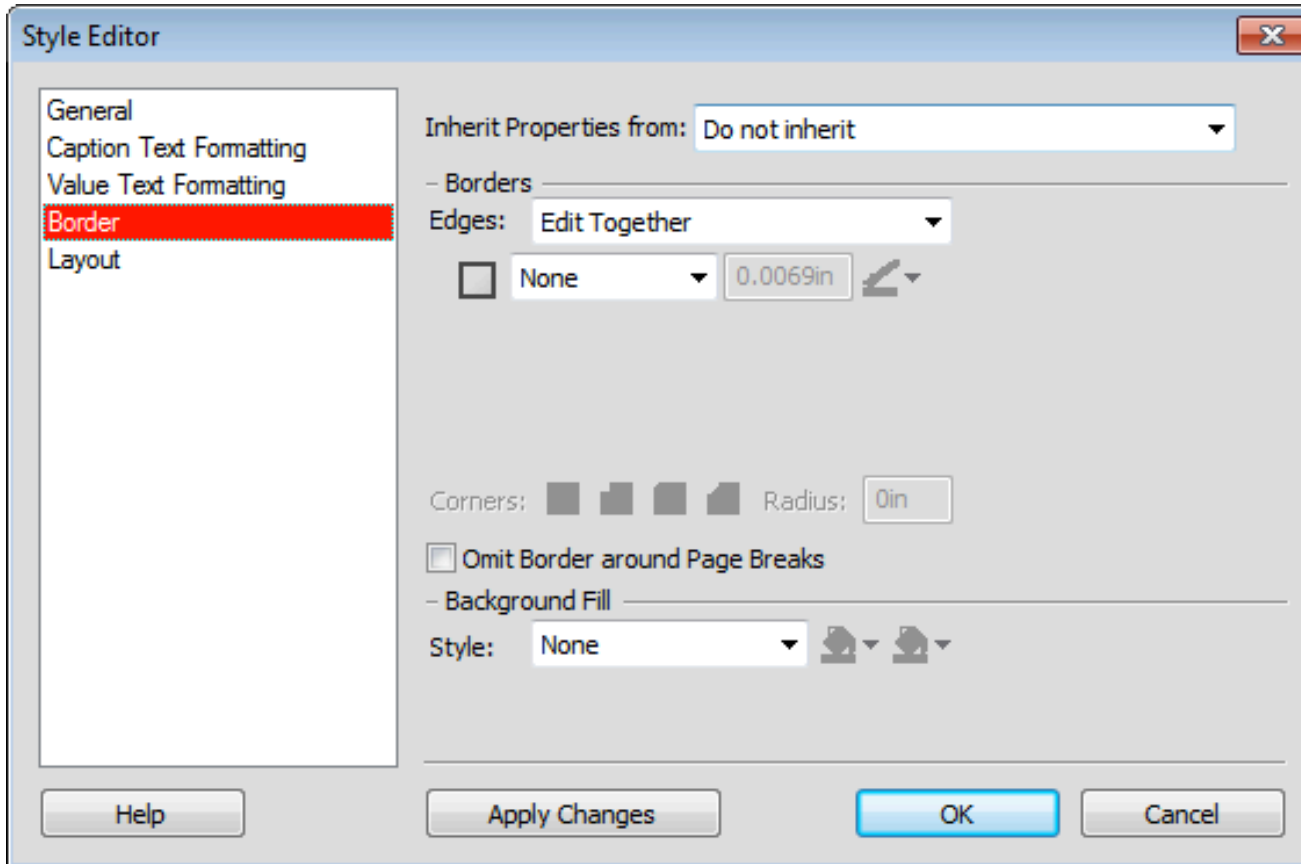 Style Editor
General
Caption Text Formatting
Value Text Formatting
Border
Layout
Inherit Properties from: Do not inherit
Borders
Edges: Edit Together
None 0.0069in
Corners: Radius: 0in
Omit Border around Page Breaks
Background Fill
Style: None
Help Apply Changes OK Cancel